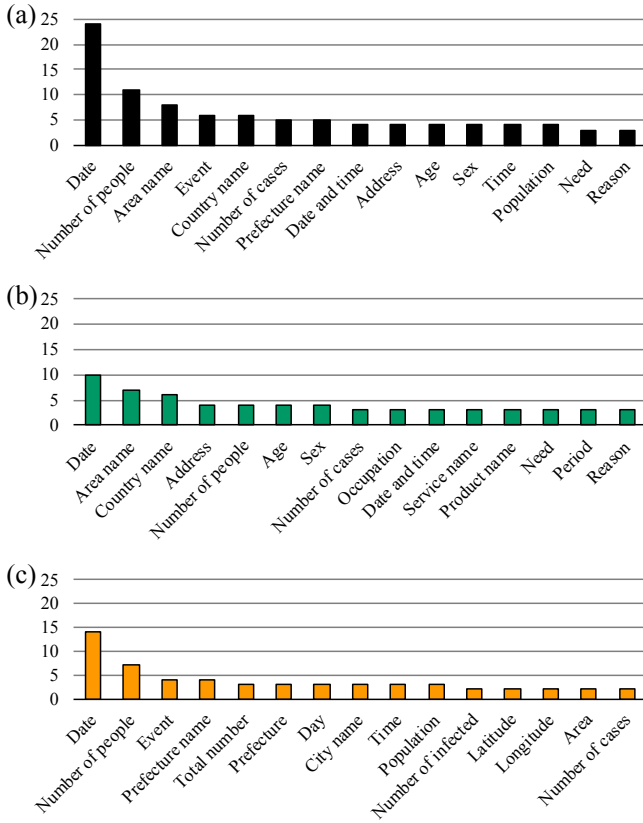 (a)
25
20
15
10
5
0
Date
Number of people
Area name
Event
Country name
Number of cases
Prefecture name
Date and time
Address
Age
Sex
Time
Population
Need
Reason
(b)
25
20
15
10
5
0
Date
Area name
Country name
Address
Number of people
Age
Sex
Number of cases
Occupation
Date and time
Service name
Product name
Need
Period
Reason
(c)
25
20
15
10
5
0
Date
Number of people
Event
Prefecture name
Total number
Prefecture
Day
City name
Time
Population
Number of infected
Latitude
Longitude
Area
Number of cases